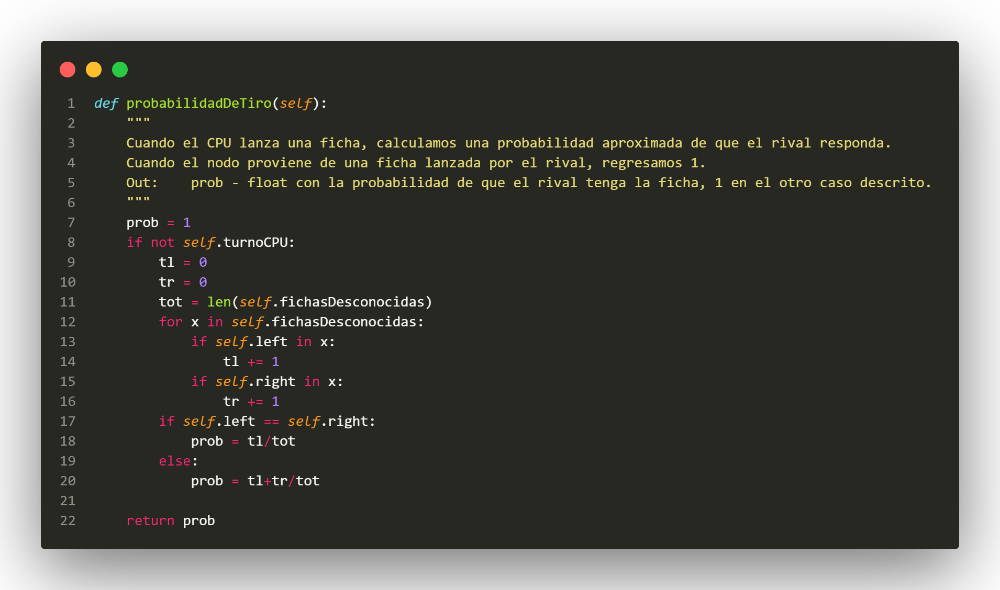 1 def probabilidadDeTiro(self):
2     """
3     Cuando el CPU lanza una ficha, calculamos una probabilidad aproximada de que el rival responda.
4     Cuando el nodo proviene de una ficha lanzada por el rival, regresamos 1.
5     Out:    prob - float con la probabilidad de que el rival tenga la ficha, 1 en el otro caso descrito.
6     """
7     prob = 1
8     if not self.turnoCPU:
9         tl = 0
10         tr = 0
11         tot = len(self.fichasDesconocidas)
12         for x in self.fichasDesconocidas:
13             if self.left in x:
14                 tl += 1
15             if self.right in x:
16                 tr += 1
17         if self.left == self.right:
18             prob = tl/tot
19         else:
20             prob = tl+tr/tot
21
22     return prob